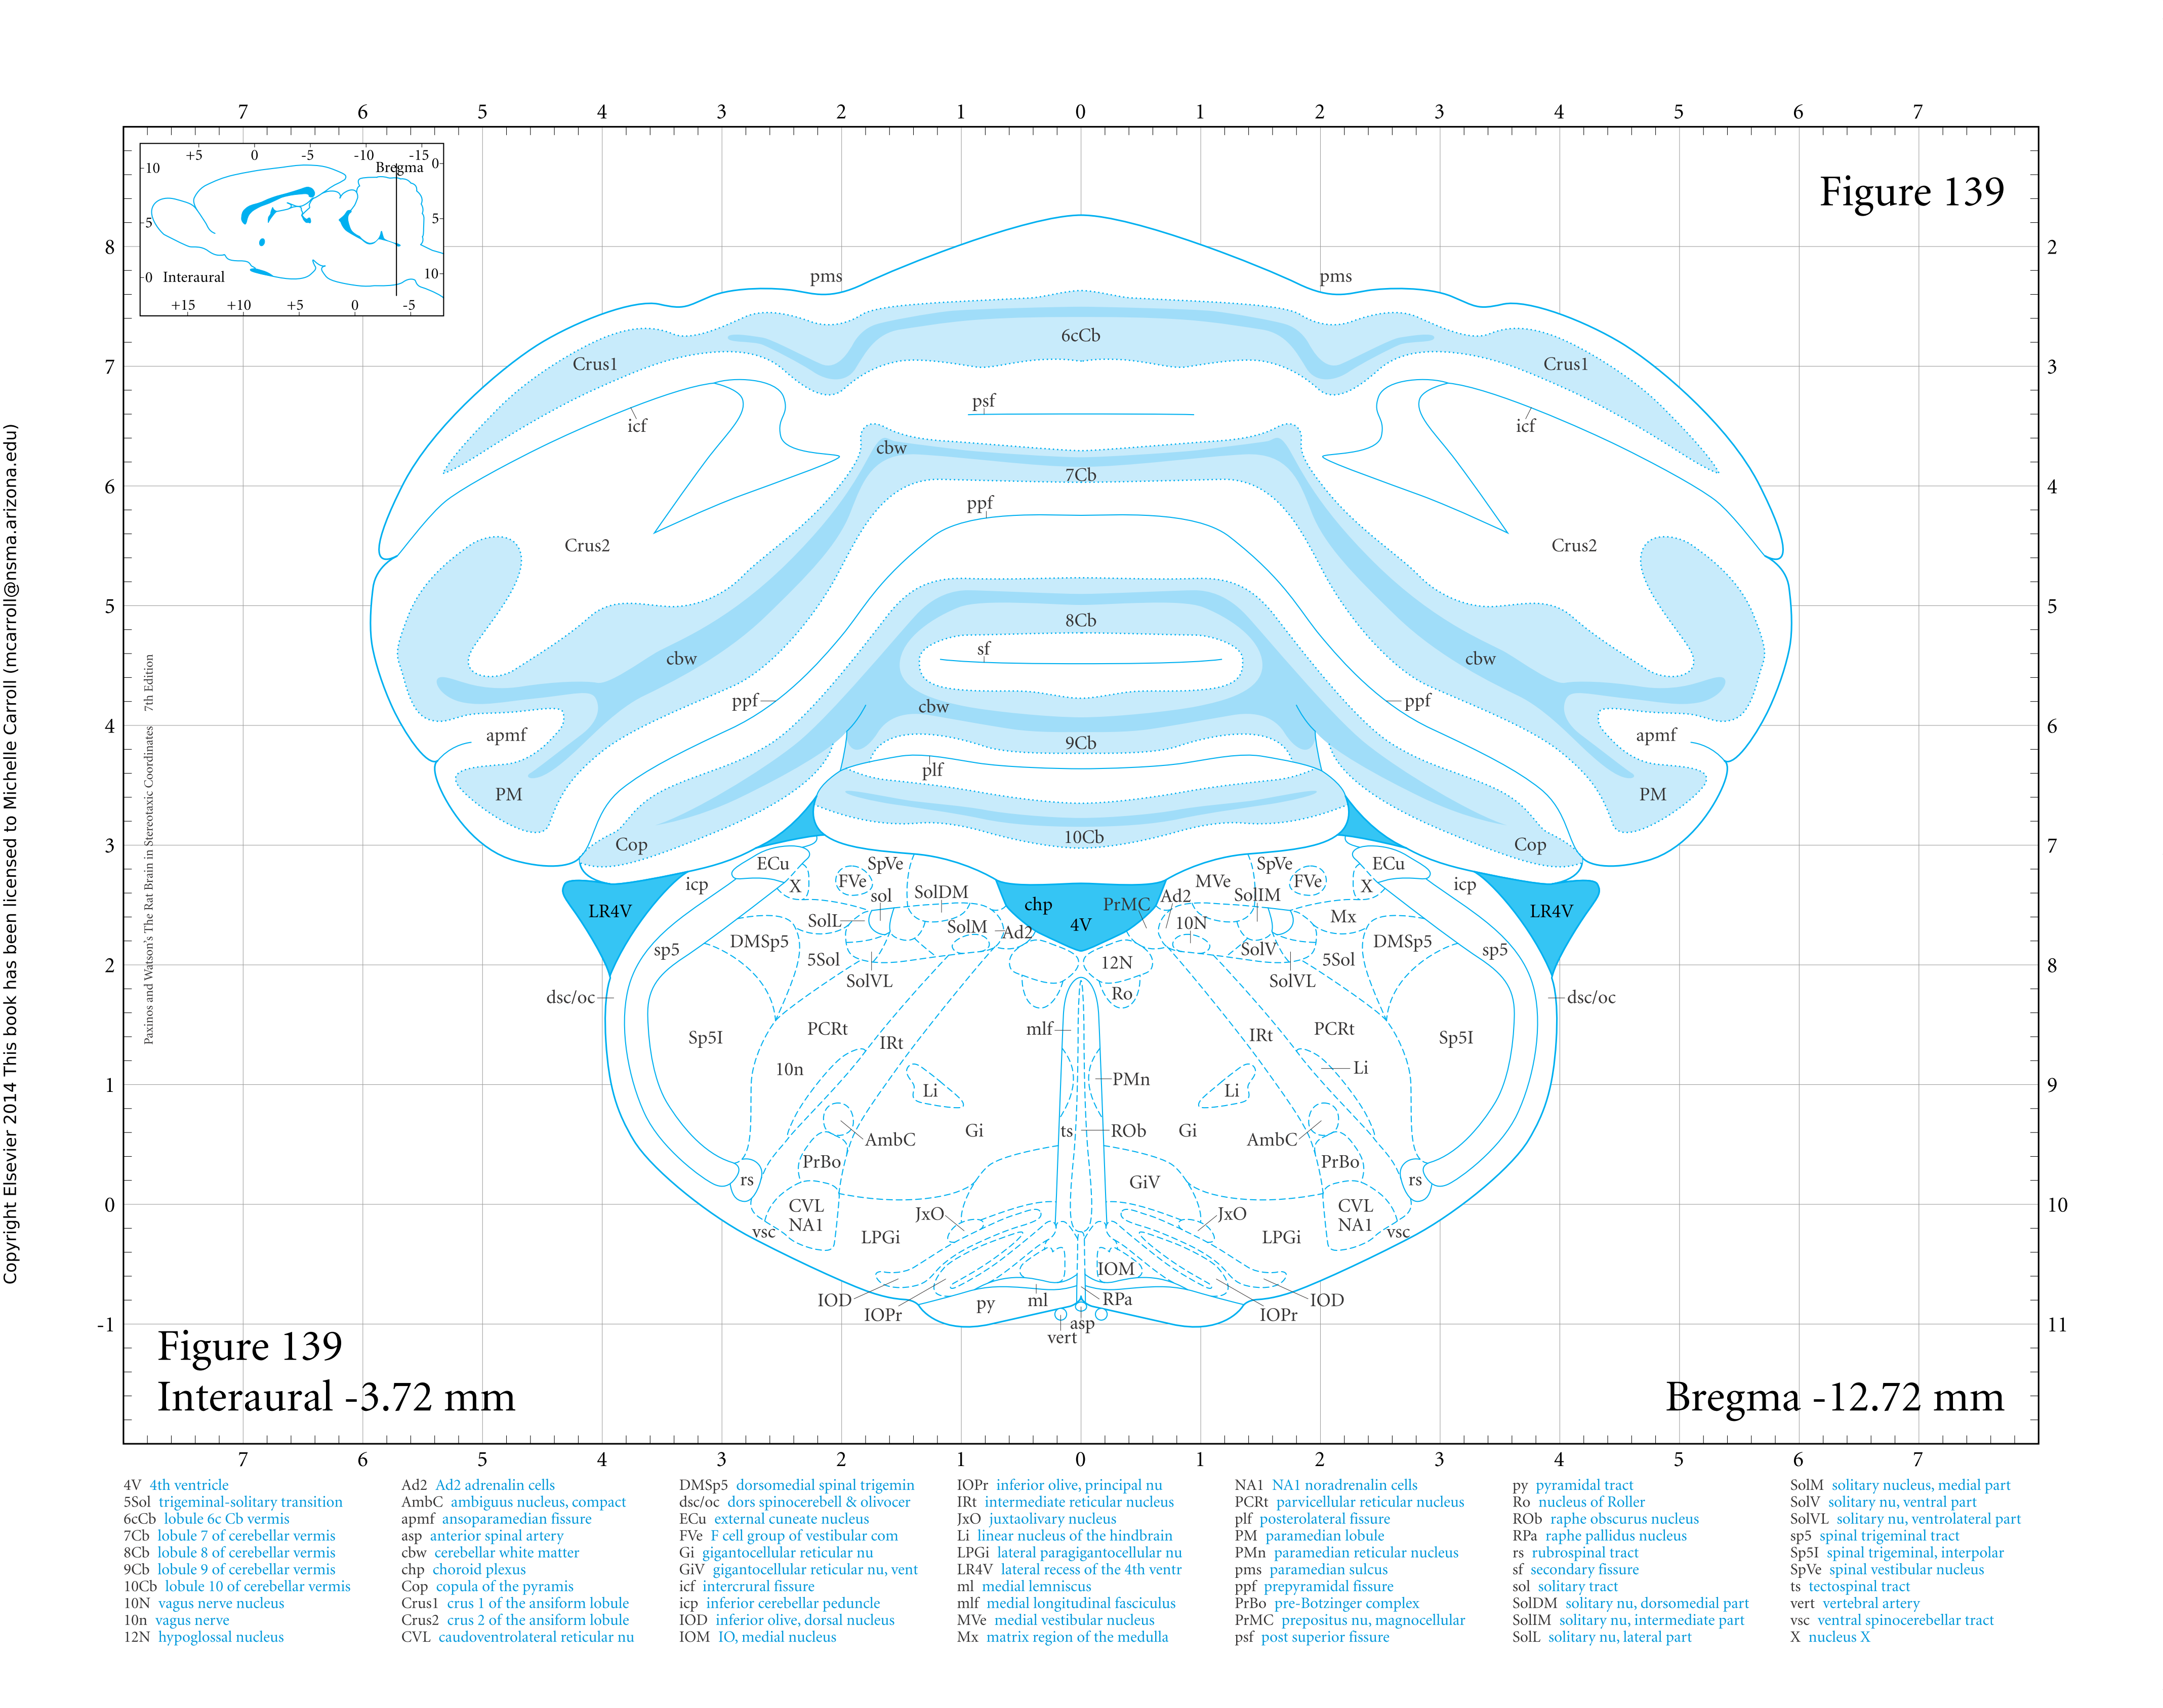 7 6 5 4 3 2 1 0 1 2 3 4 5 6 7
+5 0 -5 -10 -15
Bregma 0
10
5 5
0 Interaural 10
+15 +10 +5 0 -5
Figure 139
8 2
7 3
6 4
5 5
4 6
3 7
2 8
1 9
0 10
-1 11
pms pms
6cCb
Crus1 Crus1
psf
icf icf
cbw
7Cb
ppf
Crus2 Crus2
8Cb
sf
cbw cbw
ppf ppf
cbw
apmf apmf
9Cb
plf
PM PM
10Cb
Cop Cop
ECu SpVe SpVe ECu
icp X FVe MVe FVe X icp
sol SolDM Ad2 SolIM
LR4V chp PrMC LR4V
SolL SolM Ad2 4V 10N Mx
sp5 DMSp5 SolV DMSp5 sp5
5Sol 12N 5Sol
SolVL SolVL
dsc/oc Ro dsc/oc
Sp5I PCRt IRt mlf IRt PCRt Sp5I
10n PMn Li
Li Li
AmbC Gi ts ROb Gi AmbC
PrBo PrBo
rs GiV rs
CVL CVL
NA1 JxO JxO NA1
vsc LPGi LPGi vsc
IOM
IOD ml RPa IOD
IOPr py IOPr
asp
vert
Figure 139
Interaural -3.72 mm
Bregma -12.72 mm
7 6 5 4 3 2 1 0 1 2 3 4 5 6 7
Copyright Elsevier 2014 This book has been licensed to Michelle Carroll (mcarroll@nsma.arizona.edu)
Paxinos and Watson's The Rat Brain in Stereotaxic Coordinates 7th Edition
4V 4th ventricle
5Sol trigeminal-solitary transition
6cCb lobule 6c Cb vermis
7Cb lobule 7 of cerebellar vermis
8Cb lobule 8 of cerebellar vermis
9Cb lobule 9 of cerebellar vermis
10Cb lobule 10 of cerebellar vermis
10N vagus nerve nucleus
10n vagus nerve
12N hypoglossal nucleus
Ad2 Ad2 adrenalin cells
AmbC ambiguus nucleus, compact
apmf ansoparamedian fissure
asp anterior spinal artery
cbw cerebellar white matter
chp choroid plexus
Cop copula of the pyramis
Crus1 crus 1 of the ansiform lobule
Crus2 crus 2 of the ansiform lobule
CVL caudoventrolateral reticular nu
DMSp5 dorsomedial spinal trigemin
dsc/oc dors spinocerebell & olivocer
ECu external cuneate nucleus
FVe F cell group of vestibular com
Gi gigantocellular reticular nu
GiV gigantocellular reticular nu, vent
icf intercrural fissure
icp inferior cerebellar peduncle
IOD inferior olive, dorsal nucleus
IOM IO, medial nucleus
IOPr inferior olive, principal nu
IRt intermediate reticular nucleus
JxO juxtaolivary nucleus
Li linear nucleus of the hindbrain
LPGi lateral paragigantocellular nu
LR4V lateral recess of the 4th ventr
ml medial lemniscus
mlf medial longitudinal fasciculus
MVe medial vestibular nucleus
Mx matrix region of the medulla
NA1 NA1 noradrenalin cells
PCRt parvicellular reticular nucleus
plf posterolateral fissure
PM paramedian lobule
PMn paramedian reticular nucleus
pms paramedian sulcus
ppf prepyramidal fissure
PrBo pre-Botzinger complex
PrMC prepositus nu, magnocellular
psf post superior fissure
py pyramidal tract
Ro nucleus of Roller
ROb raphe obscurus nucleus
RPa raphe pallidus nucleus
rs rubrospinal tract
sf secondary fissure
sol solitary tract
SolDM solitary nu, dorsomedial part
SolIM solitary nu, intermediate part
SolL solitary nu, lateral part
SolM solitary nucleus, medial part
SolV solitary nu, ventral part
SolVL solitary nu, ventrolateral part
sp5 spinal trigeminal tract
Sp5I spinal trigeminal, interpolar
SpVe spinal vestibular nucleus
ts tectospinal tract
vert vertebral artery
vsc ventral spinocerebellar tract
X nucleus X